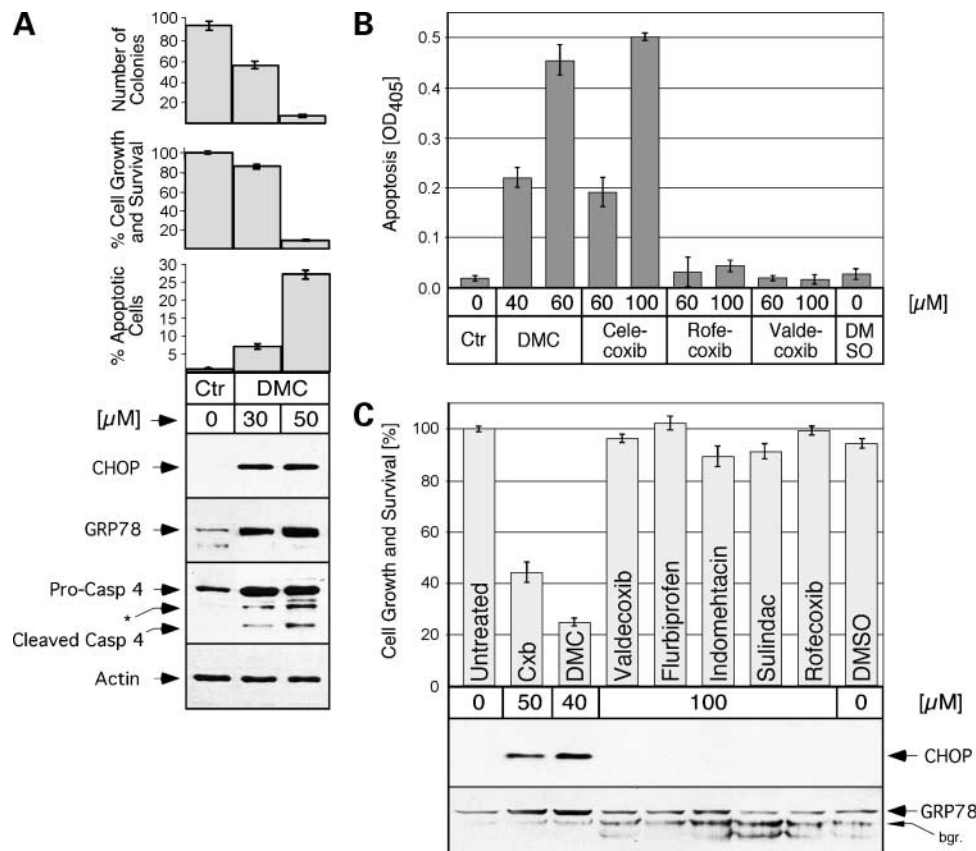 A
Number of
Colonies
100
80
60
40
20
% Cell Growth
and Survival
100
80
60
40
20
% Apoptotic
Cells
30
25
20
15
10
5
Ctr DMC
[µM] 0 30 50
CHOP
GRP78
Pro-Casp 4
*
Cleaved Casp 4
Actin
B
Apoptosis [OD405]
0.5
0.4
0.3
0.2
0.1
0.0
0 40 60 60 100 60 100 60 100 0 [µM]
Ctr DMC Cele-
coxib Rofe-
coxib Valde-
coxib DM
SO
C
Cell Growth and Survival [%]
100
80
60
40
20
0
Untreated
Cxb
DMC
Valdecoxib
Flurbiprofen
Indomehtacin
Sulindac
Rofecoxib
DMSO
0 50 40 100 0 [µM]
CHOP
GRP78
bgr.